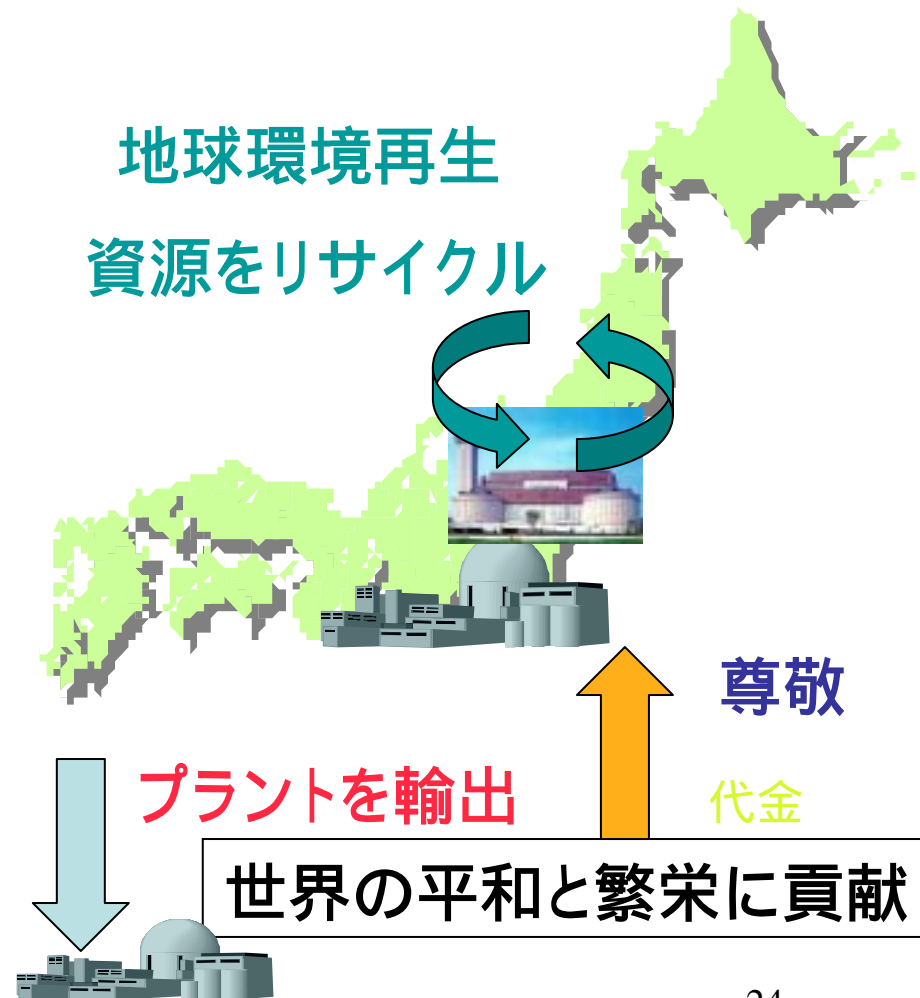 地球環境再生
資源をリサイクル
尊敬
プラントを輸出
代金
世界の平和と繁栄に貢献
24